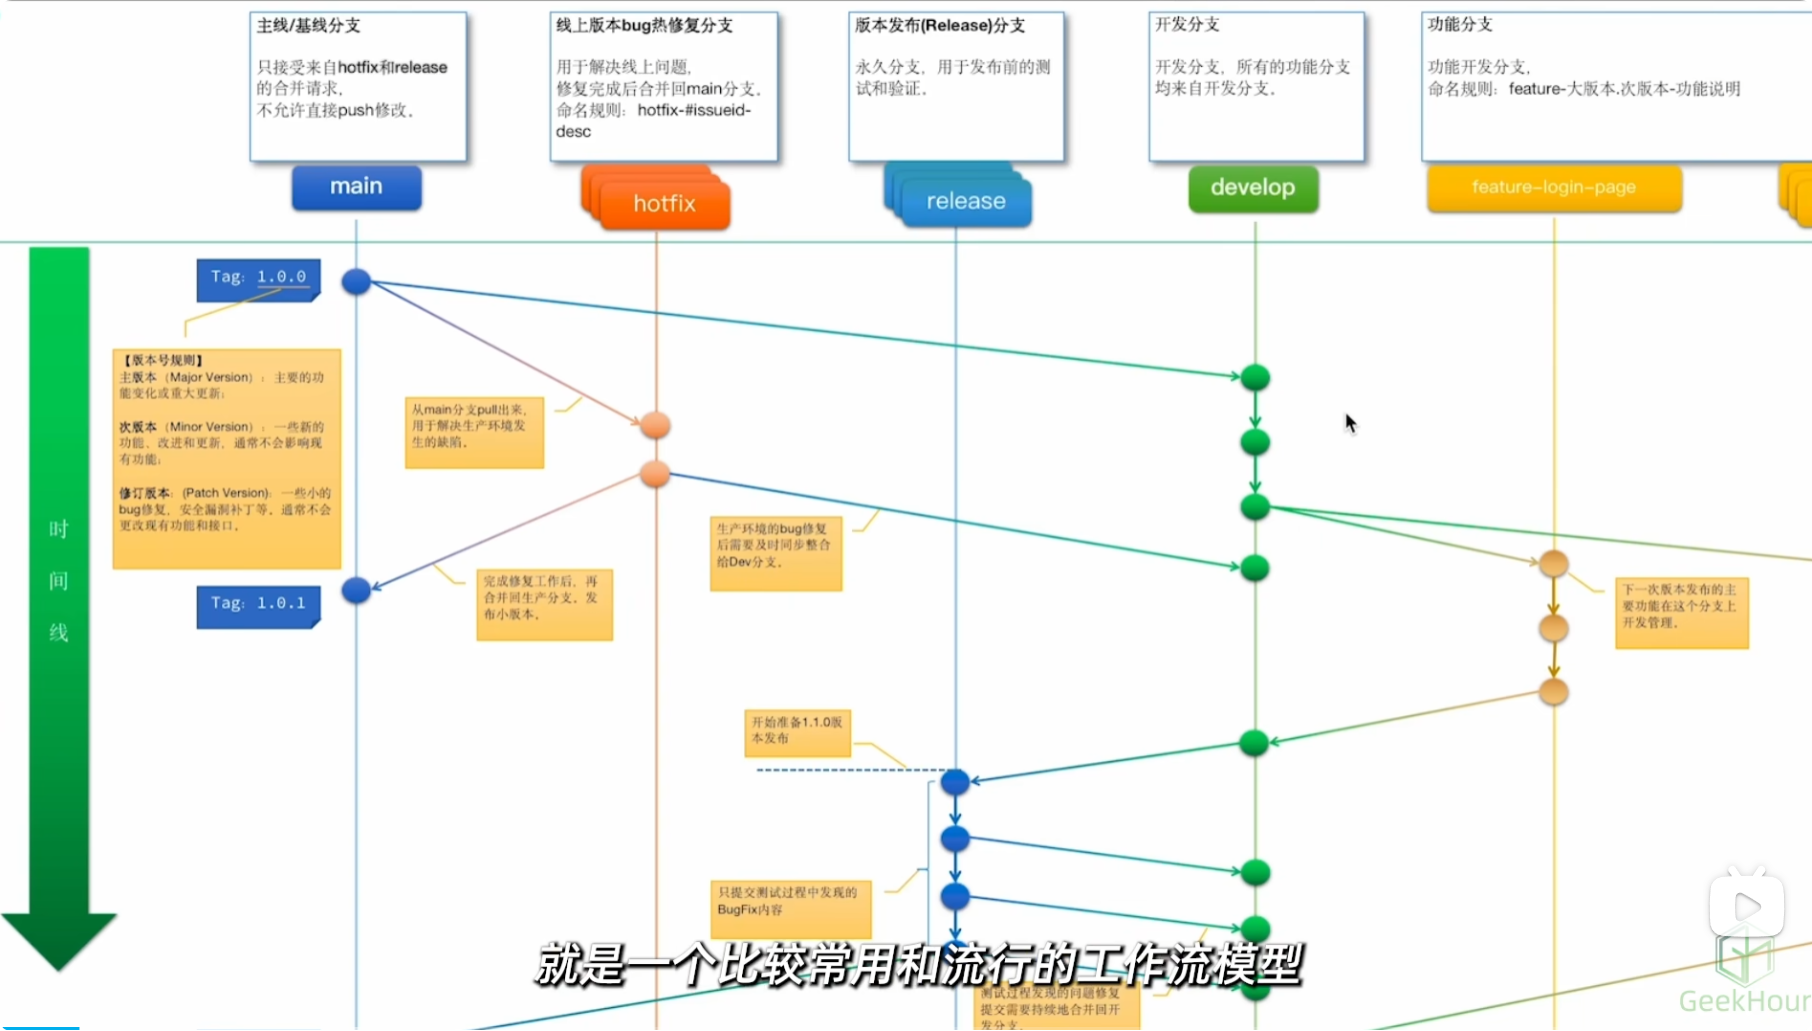 主线/基线分支
只接受来自hotfix和release
的合并请求，
不允许直接push修改。
线上版本bug热修复分支
用于解决线上问题，
修复完成后合并回main分支。
命名规则：hotfix-#issueid-
desc
版本发布(Release)分支
永久分支，用于发布前的测
试和验证。
开发分支
开发分支，所有的功能分支
均来自开发分支。
功能分支
功能开发分支，
命名规则：feature-大版本.次版本-功能说明
main
hotfix
release
develop
feature-login-page
Tag: 1.0.0
【版本号规则】
主版本（Major Version）：主要的功
能变化或重大更新；
次版本（Minor Version）：一些新的
功能、改进和更新，通常不会影响现
有功能；
修订版本：(Patch Version)：一些小的
bug修复，安全漏洞补丁等。通常不会
更改现有功能和接口。
从main分支pull出来，
用于解决生产环境发
生的缺陷。
生产环境的bug修复
后需要及时同步整合
给Dev分支。
时
间
线
完成修复工作后，再
合并回生产分支。发
布小版本。
Tag: 1.0.1
下一次版本发布的主
要功能在这个分支上
开发管理。
开始准备1.1.0版
本发布
只提交测试过程中发现的
BugFix内容
就是一个比较常用和流行的工作流模型
测试过程发现的问题修复
提交需要持续地合并回开
发分支。
GeekHour